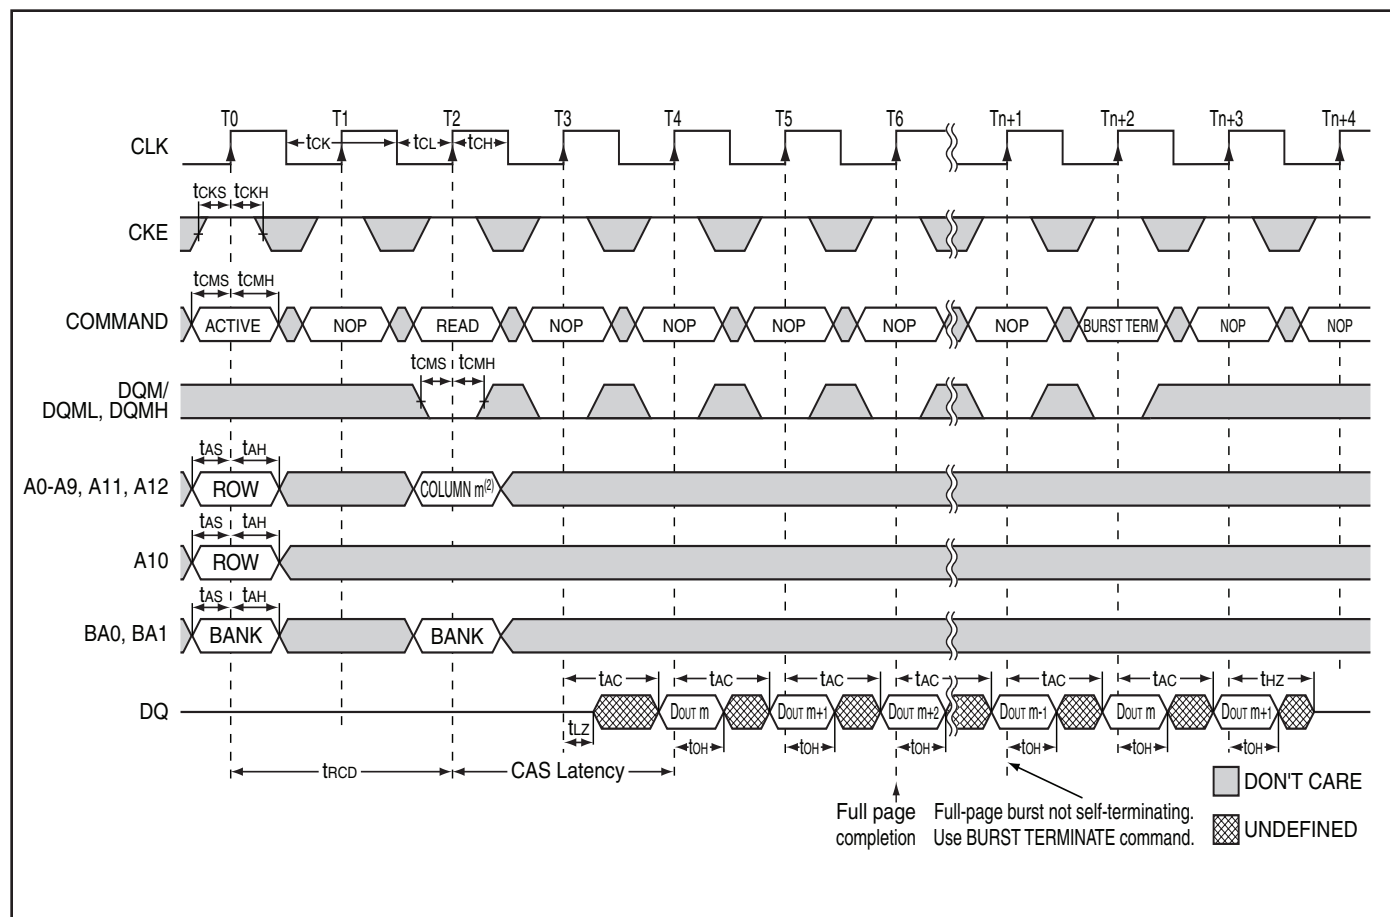 T0 T1 T2 T3 T4 T5 T6 Tn+1 Tn+2 Tn+3 Tn+4
CLK
tCK tCL tCH
tCKS tCKH
CKE
tCMS tCMH
COMMAND
ACTIVE NOP READ NOP NOP NOP NOP NOP BURST TERM NOP NOP
tCMS tCMH
DQM/
DQML, DQMH
tAS tAH
A0-A9, A11, A12
ROW COLUMN m(2)
tAS tAH
A10
ROW
tAS tAH
BA0, BA1
BANK BANK
tAC tAC tAC tAC tAC tAC tHZ
DQ
DOUT m DOUT m+1 DOUT m+2 DOUT m-1 DOUT m DOUT m+1
tLZ
tOH tOH tOH tOH tOH tOH
tRCD CAS Latency
DON'T CARE
UNDEFINED
Full page
completion
Full-page burst not self-terminating.
Use BURST TERMINATE command.